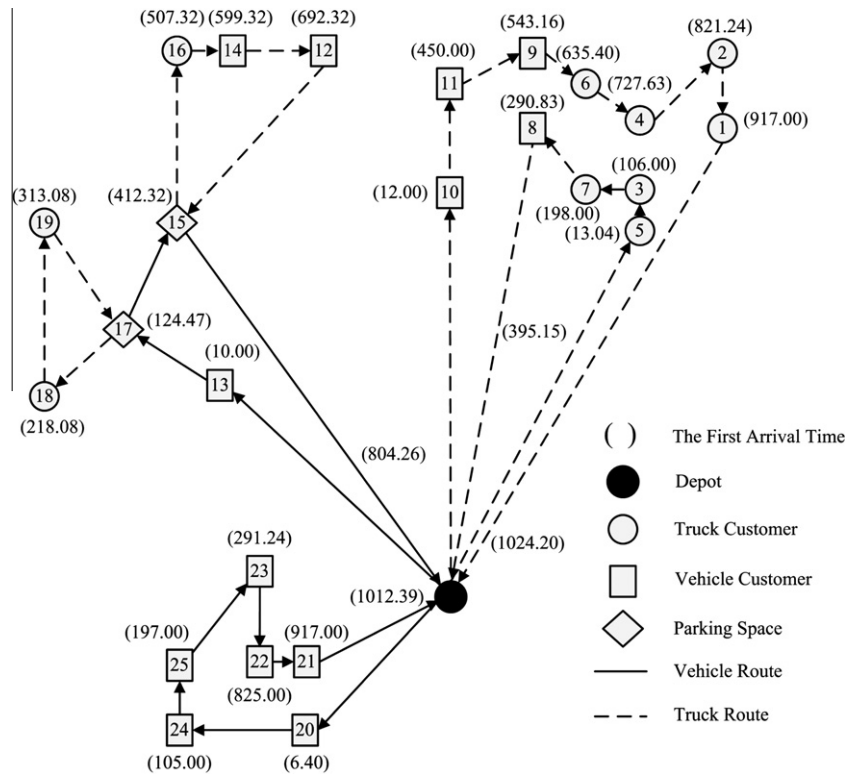 (507.32) (599.32) (692.32)
16 14 12
(543.16) (821.24)
(450.00) 9 (635.40) 2
11 6 (727.63)
(290.83) 4 1 (917.00)
8
(106.00)
(313.08) (412.32) (12.00) 10 7 3
19 15 (198.00)
(13.04) 5
17 (124.47)
(395.15)
(10.00)
18 13
(218.08)
(804.26)
( ) The First Arrival Time
Depot
Truck Customer
(1024.20)
(291.24)
23 Vehicle Customer
(1012.39)
(197.00) (917.00) Parking Space
25 22 21
(825.00) Vehicle Route
24 20 Truck Route
(105.00) (6.40)